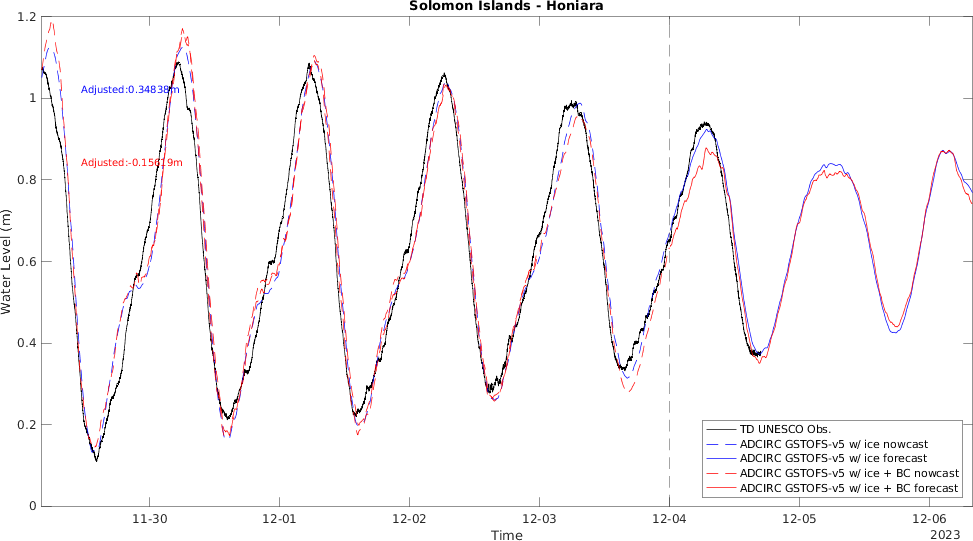 Solomon Islands - Honiara
1.2
1
0.8
0.6
0.4
0.2
0
Water Level (m)
Adjusted:0.34838m
Adjusted:-0.15619m
TD UNESCO Obs.
ADCIRC GSTOFS-v5 w/ ice nowcast
ADCIRC GSTOFS-v5 w/ ice forecast
ADCIRC GSTOFS-v5 w/ ice + BC nowcast
ADCIRC GSTOFS-v5 w/ ice + BC forecast
11-30 12-01 12-02 12-03 12-04 12-05 12-06
Time
2023